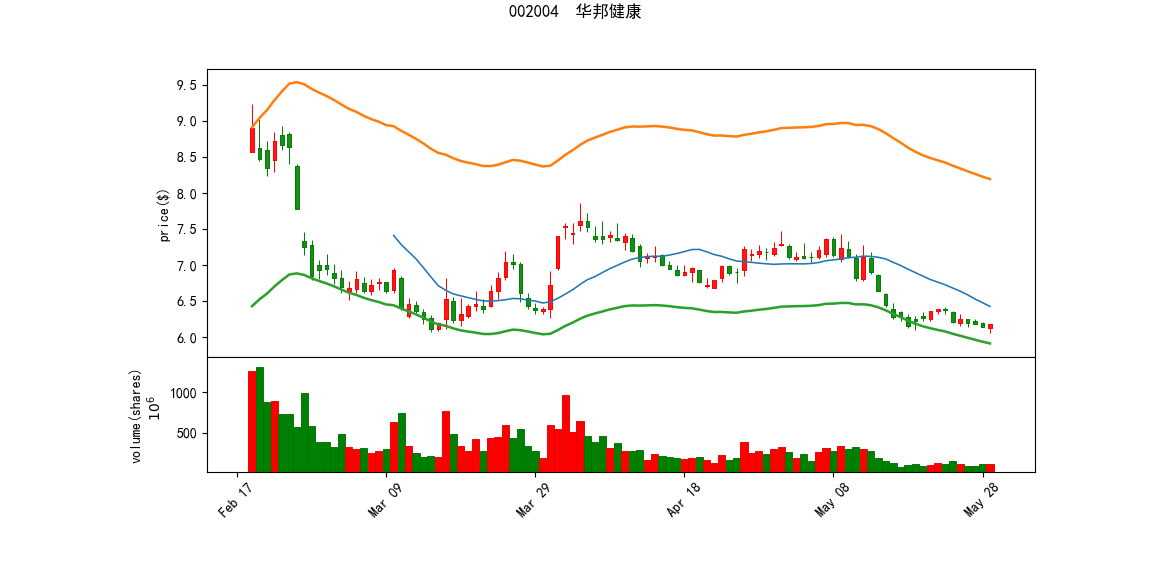 002004 华邦健康
price($)
9.5
9.0
8.5
8.0
7.5
7.0
6.5
6.0
volume(shares)
10^6
1000
500
Feb 17
Mar 09
Mar 29
Apr 18
May 08
May 28